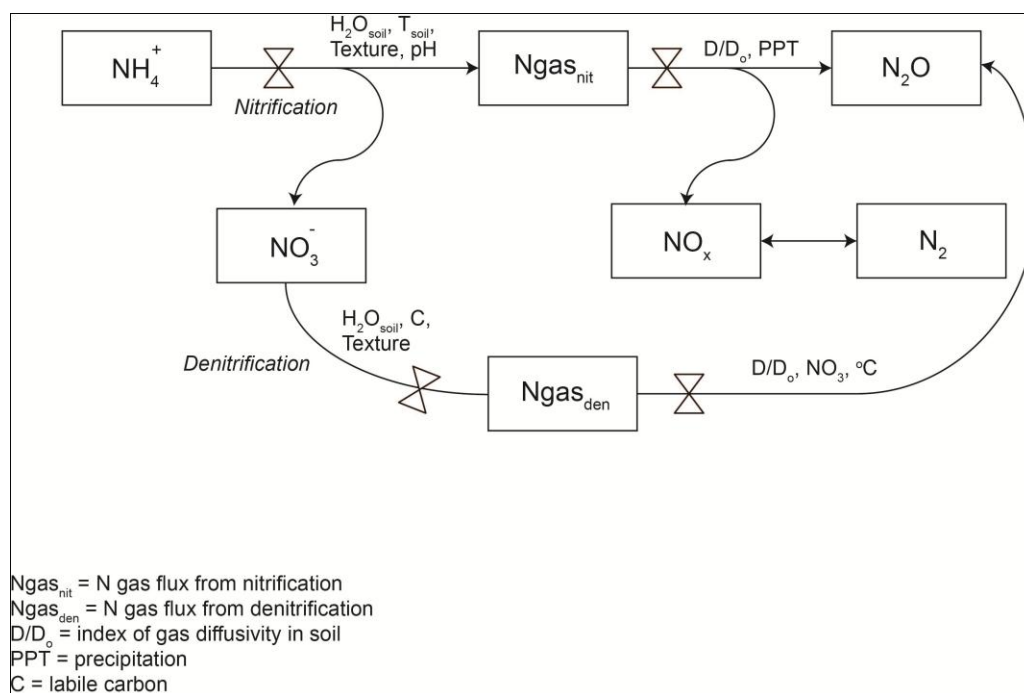 NH₄⁺
H₂Osoil, Tsoil,
Texture, pH
Nitrification
Ngasnit
D/Do, PPT
N₂O
NO₃⁻
NOx
N₂
H₂Osoil, C,
Texture
Denitrification
Ngasden
D/Do, NO₃, ºC
Ngasnit = N gas flux from nitrification
Ngasden = N gas flux from denitrification
D/Do = index of gas diffusivity in soil
PPT = precipitation
C = labile carbon